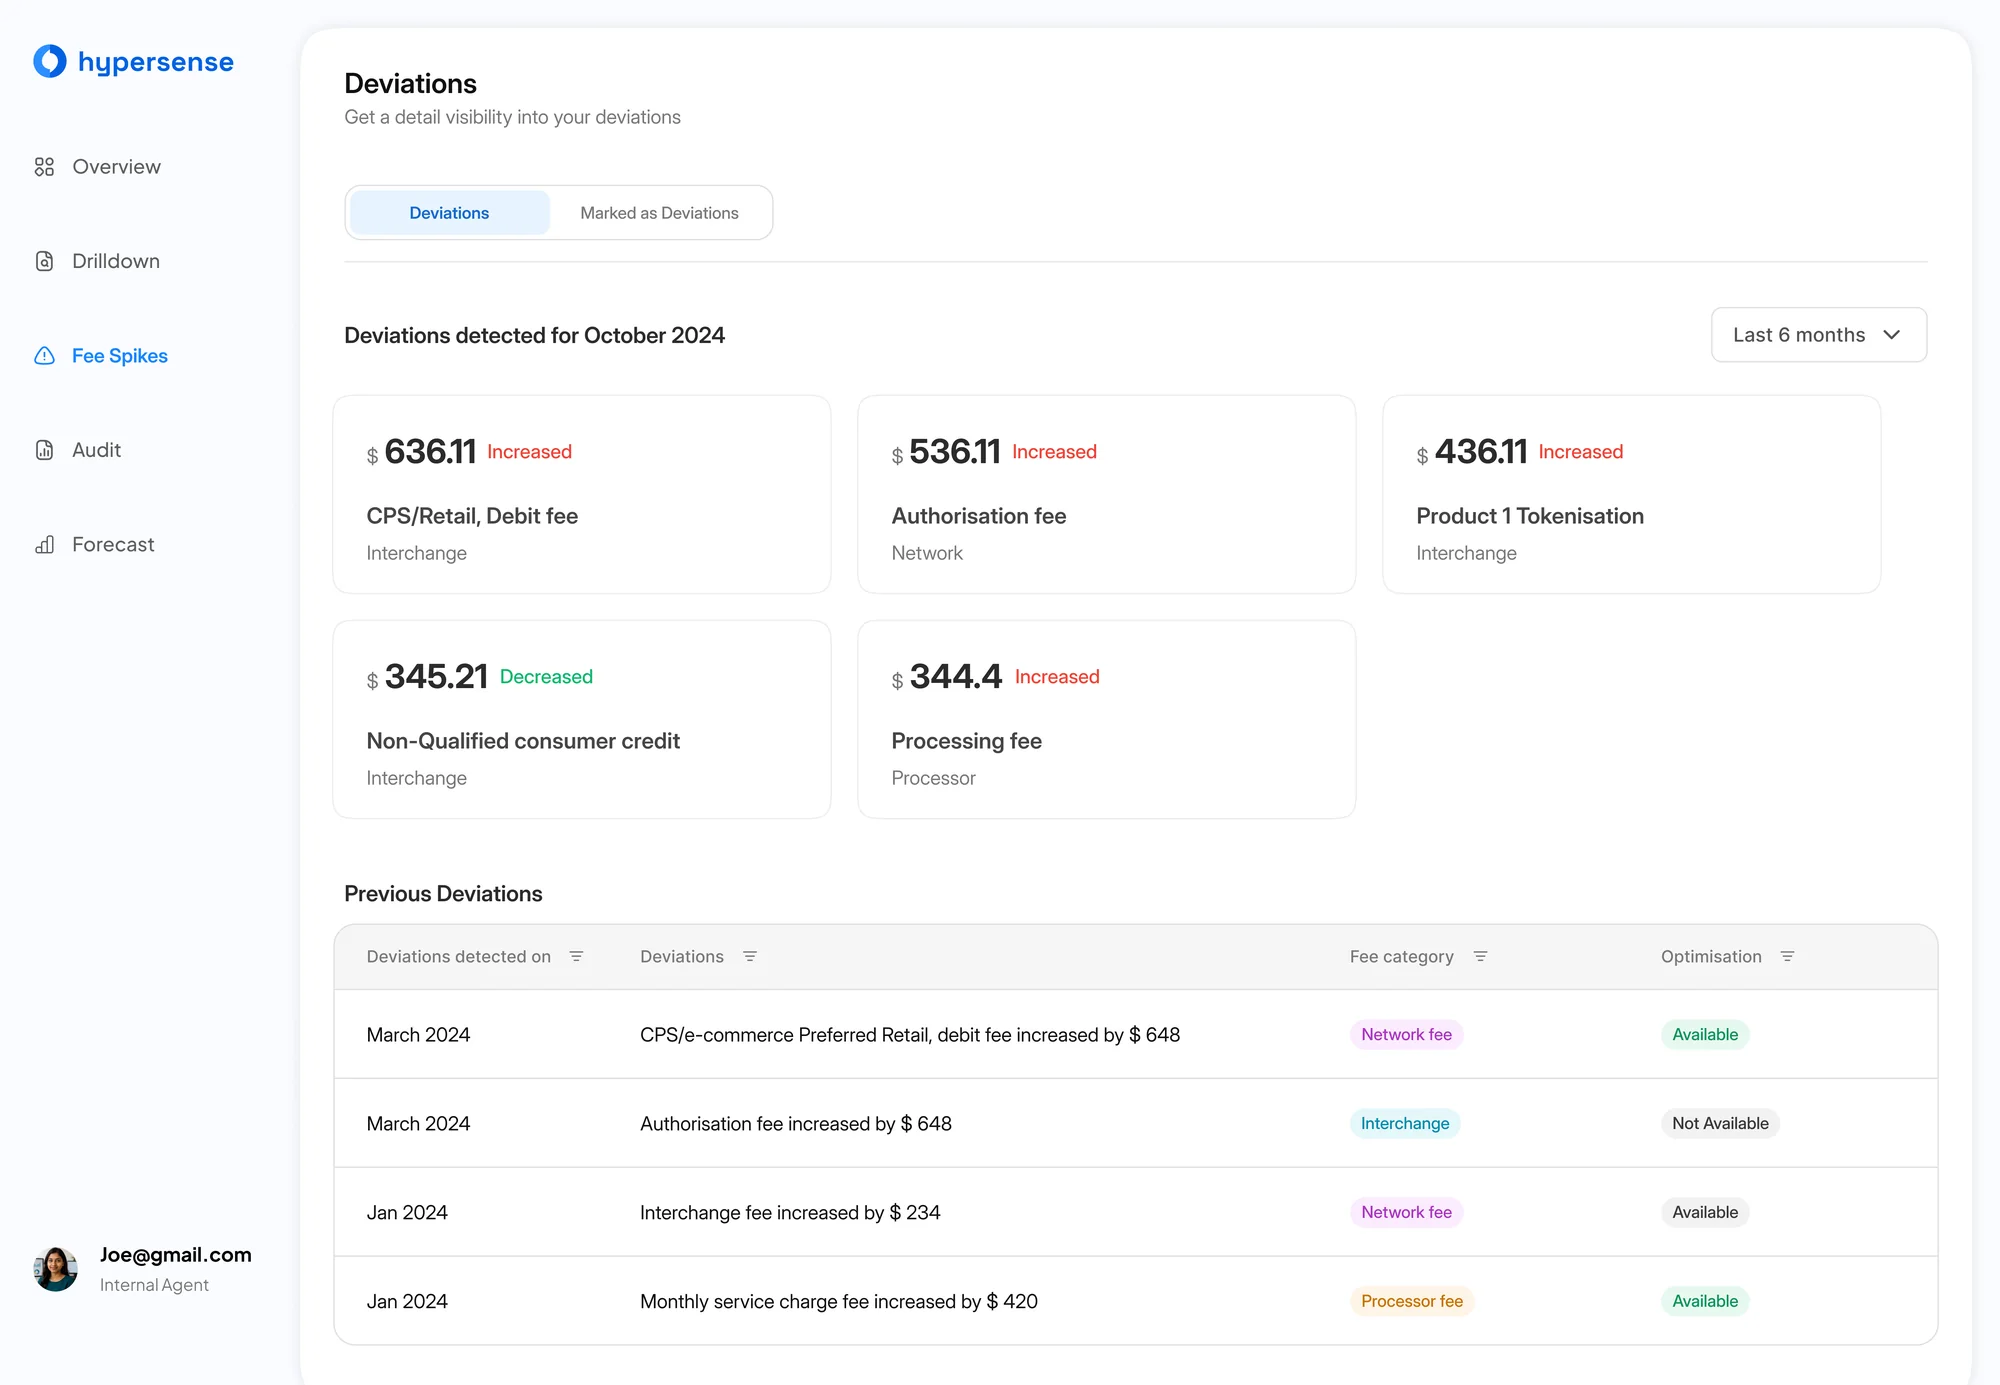 hypersense
Overview
Drilldown
Fee Spikes
Audit
Forecast
Joe@gmail.com
Internal Agent
Deviations
Get a detail visibility into your deviations
Deviations
Marked as Deviations
Deviations detected for October 2024
Last 6 months
$ 636.11 Increased
CPS/Retail, Debit fee
Interchange
$ 536.11 Increased
Authorisation fee
Network
$ 436.11 Increased
Product 1 Tokenisation
Interchange
$ 345.21 Decreased
Non-Qualified consumer credit
Interchange
$ 344.4 Increased
Processing fee
Processor
Previous Deviations
Deviations detected on Deviations Fee category Optimisation
March 2024 CPS/e-commerce Preferred Retail, debit fee increased by $ 648 Network fee Available
March 2024 Authorisation fee increased by $ 648 Interchange Not Available
Jan 2024 Interchange fee increased by $ 234 Network fee Available
Jan 2024 Monthly service charge fee increased by $ 420 Processor fee Available